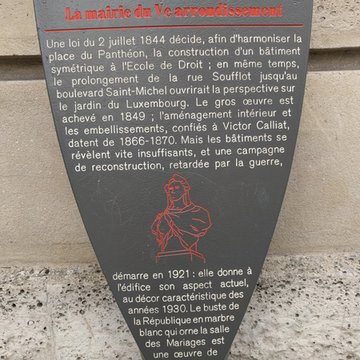 La mairie du Ve arrondissement
Une loi du 2 juillet 1844 décide, afin d'harmoniser la
place du Panthéon, la construction d'un bâtiment
symétrique à l'Ecole de Droit ; en même temps,
le prolongement de la rue Soufflot jusqu'au
boulevard Saint-Michel ouvrirait la perspective sur
le jardin du Luxembourg. Le gros œuvre est
achevé en 1849 ; l'aménagement intérieur et
les embellissements, confiés à Victor Calliat,
datent de 1866-1870. Mais les bâtiments se
révèlent vite insuffisants, et une campagne
de reconstruction, retardée par la guerre,
démarre en 1921 : elle donne à
l'édifice son aspect actuel,
au décor caractéristique des
années 1930. Le buste de
la République en marbre
blanc qui orne la salle
des Mariages est
une œuvre de